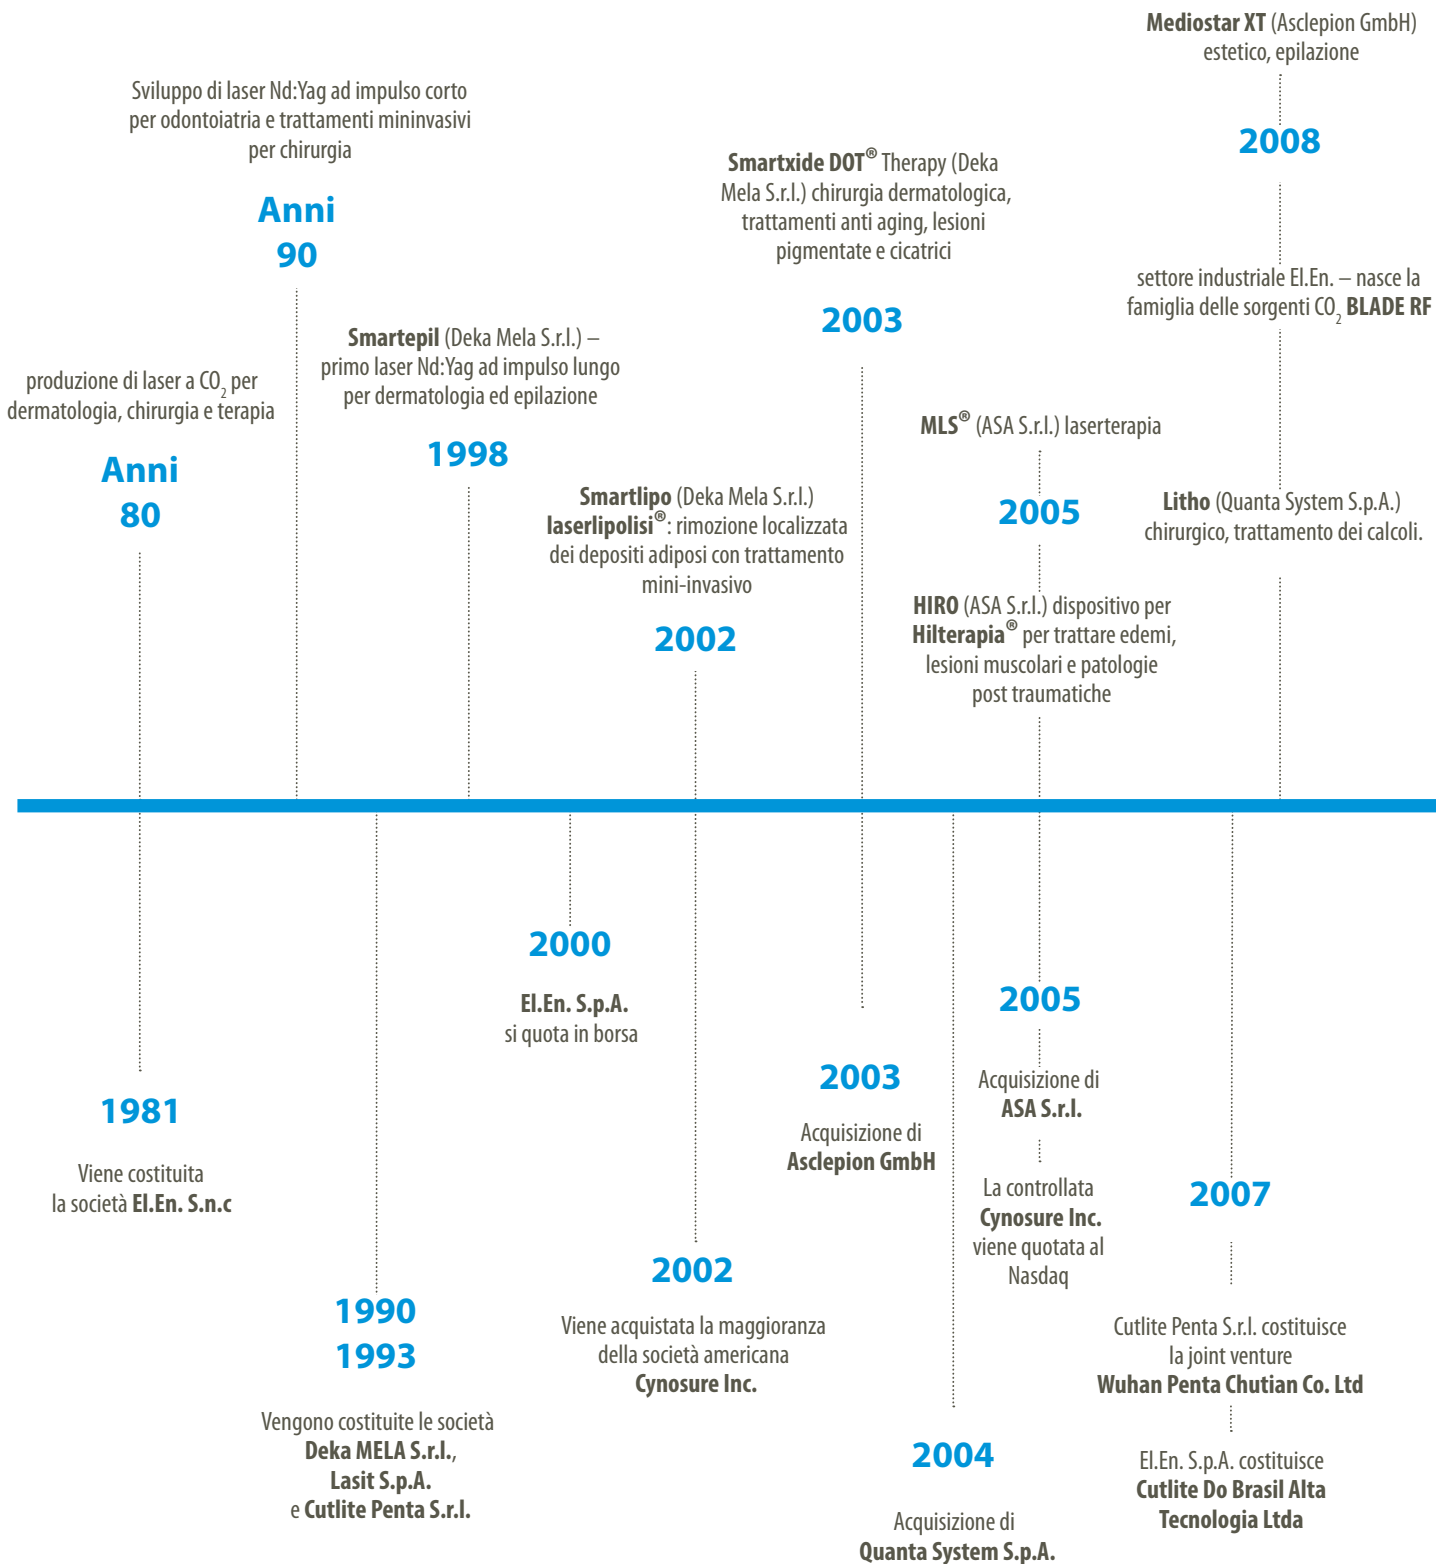 Sviluppo di laser Nd:Yag ad impulso corto
per odontoiatria e trattamenti mininvasivi
per chirurgia
Anni
90
produzione di laser a CO₂ per
dermatologia, chirurgia e terapia
Anni
80
Smartepil (Deka Mela S.r.l.) –
primo laser Nd:Yag ad impulso lungo
per dermatologia ed epilazione
1998
Smartlipo (Deka Mela S.r.l.)
laserlipolisi®: rimozione localizzata
dei depositi adiposi con trattamento
mini-invasivo
2002
Smartxide DOT® Therapy (Deka
Mela S.r.l.) chirurgia dermatologica,
trattamenti anti aging, lesioni
pigmentate e cicatrici
2003
MLS® (ASA S.r.l.) laserterapia
2005
HIRO (ASA S.r.l.) dispositivo per
Hilterapia® per trattare edemi,
lesioni muscolari e patologie
post traumatiche
Mediostar XT (Asclepion GmbH)
estetico, epilazione
2008
settore industriale El.En. – nasce la
famiglia delle sorgenti CO₂ BLADE RF
Litho (Quanta System S.p.A.)
chirurgico, trattamento dei calcoli.
1981
Viene costituita
la società El.En. S.n.c
1990
1993
Vengono costituite le società
Deka MELA S.r.l.,
Lasit S.p.A.
e Cutlite Penta S.r.l.
2000
El.En. S.p.A.
si quota in borsa
2002
Viene acquistata la maggioranza
della società americana
Cynosure Inc.
2003
Acquisizione di
Asclepion GmbH
2004
Acquisizione di
Quanta System S.p.A.
2005
Acquisizione di
ASA S.r.l.
La controllata
Cynosure Inc.
viene quotata al
Nasdaq
2007
Cutlite Penta S.r.l. costituisce
la joint venture
Wuhan Penta Chutian Co. Ltd
El.En. S.p.A. costituisce
Cutlite Do Brasil Alta
Tecnologia Ltda